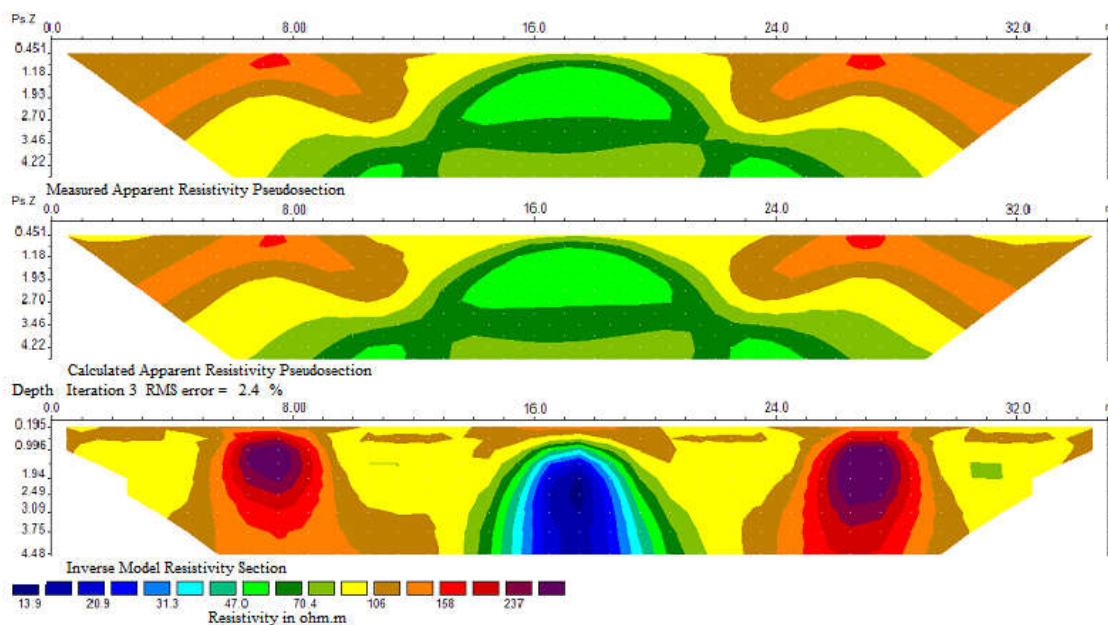 Ps.Z 0.0 8.00 16.0 24.0 32.0
0.451
1.18
1.93
2.70
3.46
4.22
Measured Apparent Resistivity Pseudosection
Ps.Z 0.0 8.00 16.0 24.0 32.0
0.451
1.18
1.93
2.70
3.46
4.22
Calculated Apparent Resistivity Pseudosection
Depth Iteration 3 RMS error = 2.4 %
0.0 8.00 16.0 24.0 32.0
0.195
0.996
1.94
2.49
3.09
3.75
4.48
Inverse Model Resistivity Section
13.9 20.9 31.3 47.0 70.4 106 158 237
Resistivity in ohm.m